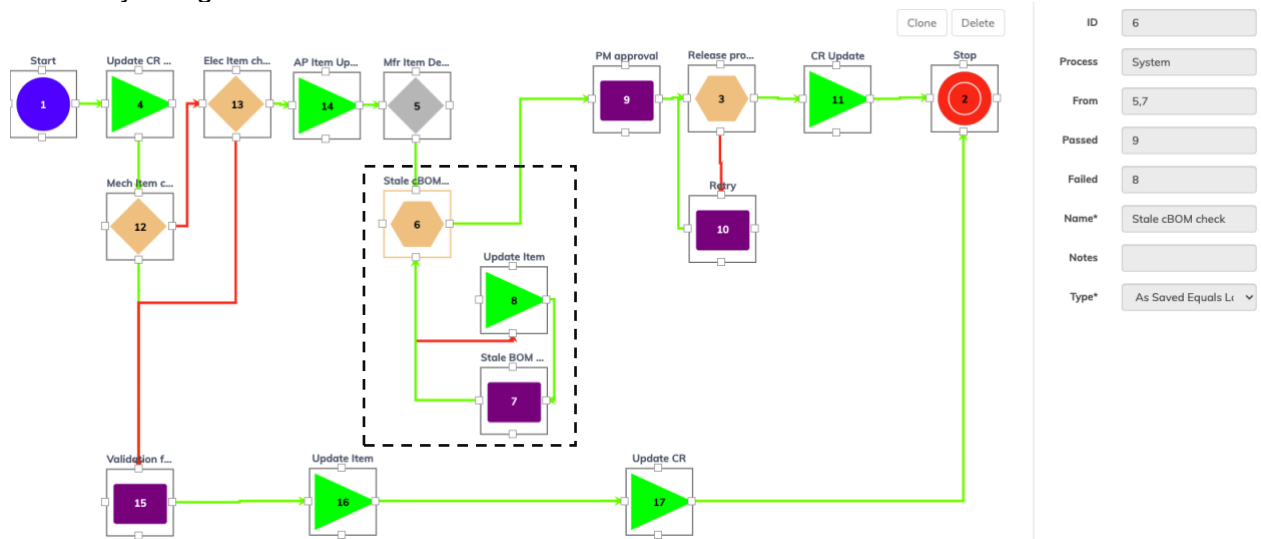 Clone Delete
Start
Update CR ...
Elec Item ch...
AP Item Up...
Mfr Item De...
PM approval
Release pro...
CR Update
Stop
1
4
13
14
5
9
3
11
2
Mech Item c...
12
Stale cBOM...
6
Retry
10
Update Item
8
Stale BOM ...
7
Validation f...
15
Update Item
16
Update CR
17
ID 6
Process System
From 5,7
Passed 9
Failed 8
Name* Stale cBOM check
Notes
Type* As Saved Equals